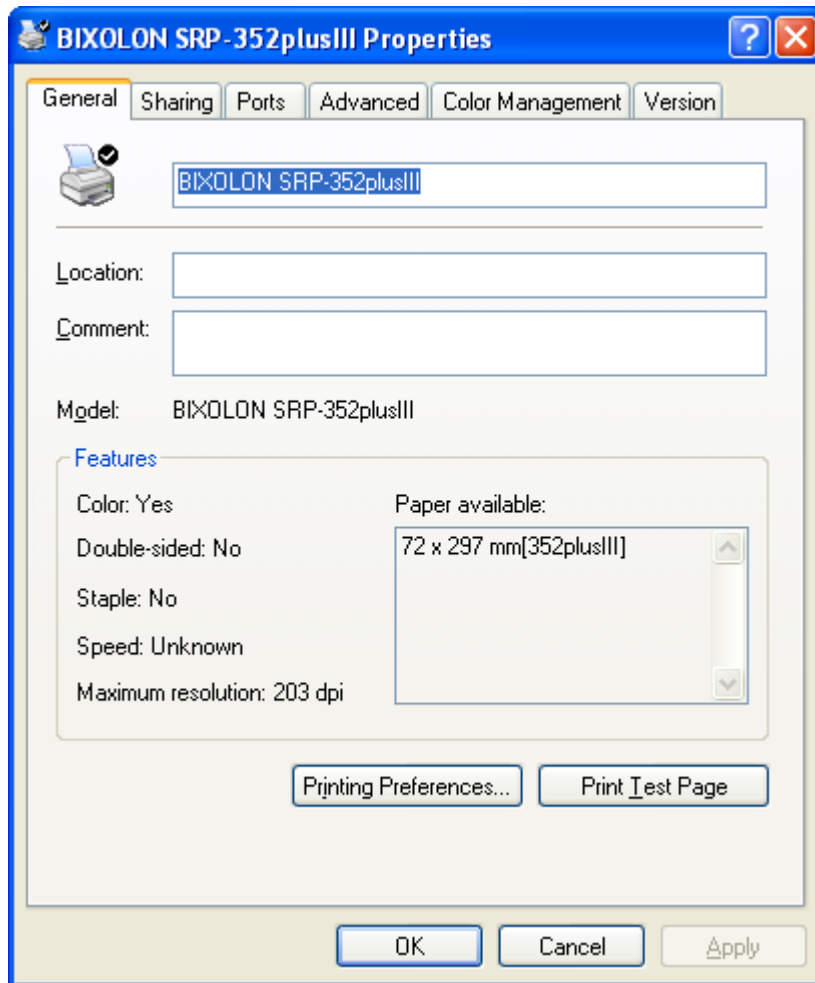 BIXOLON SRP-352plusIII Properties
General Sharing Ports Advanced Color Management Version
BIXOLON SRP-352plusIII
Location:
Comment:
Model: BIXOLON SRP-352plusIII
Features
Color: Yes
Double-sided: No
Staple: No
Speed: Unknown
Maximum resolution: 203 dpi
Paper available:
72 x 297 mm[352plusIII]
Printing Preferences... Print Test Page
OK Cancel Apply